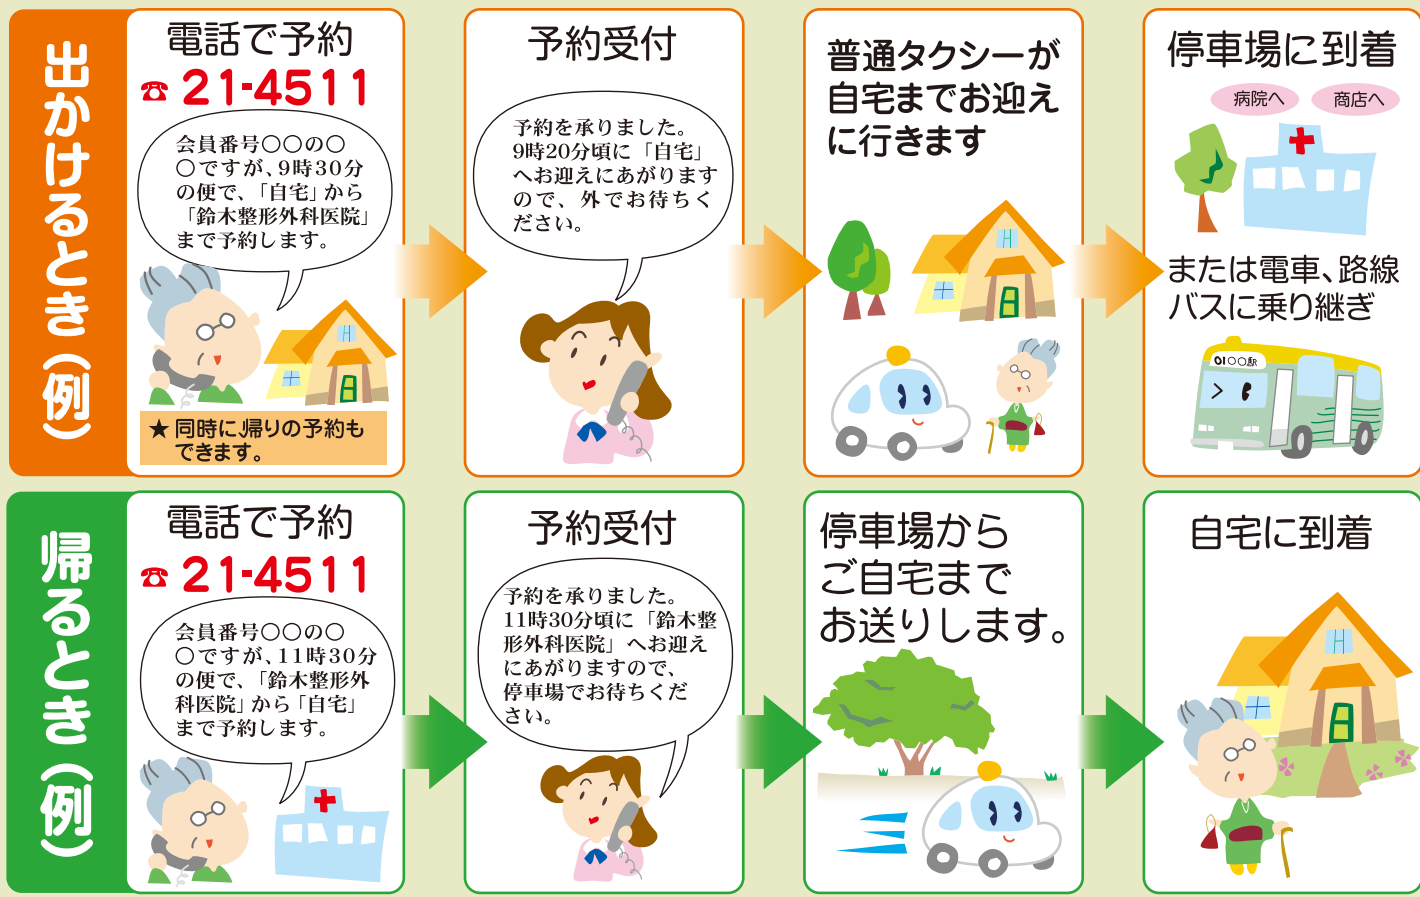 出かけるとき（例）
電話で予約
☎ 21-4511
会員番号〇〇の〇
〇ですが、9時30分
の便で、「自宅」から
「鈴木整形外科医院」
まで予約します。
★ 同時に帰りの予約も
できます。
予約受付
予約を承りました。
9時20分頃に「自宅」
へお迎えにあがります
ので、外でお待ちく
ださい。
普通タクシーが
自宅までお迎え
に行きます
停車場に到着
病院へ
商店へ
または電車、路線
バスに乗り継ぎ
01〇〇駅
帰るとき（例）
電話で予約
☎ 21-4511
会員番号〇〇の〇
〇ですが、11時30分
の便で、「鈴木整形外
科医院」から「自宅」
まで予約します。
予約受付
予約を承りました。
11時30分頃に「鈴木整
形外科医院」へお迎え
にあがりますので、
停車場でお待ちくだ
さい。
停車場から
ご自宅まで
お送りします。
自宅に到着